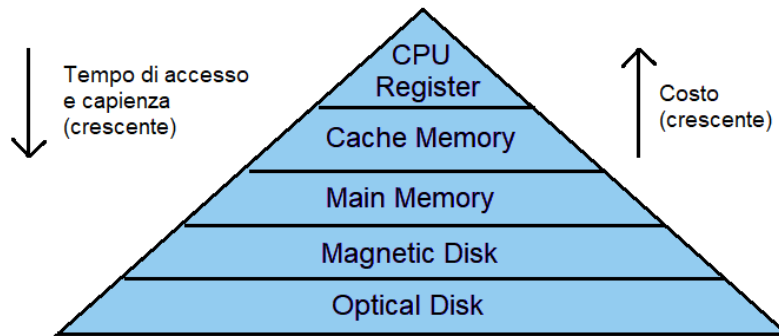 Tempo di accesso
e capienza
(crescente)
CPU
Register
Cache Memory
Main Memory
Magnetic Disk
Optical Disk
Costo
(crescente)